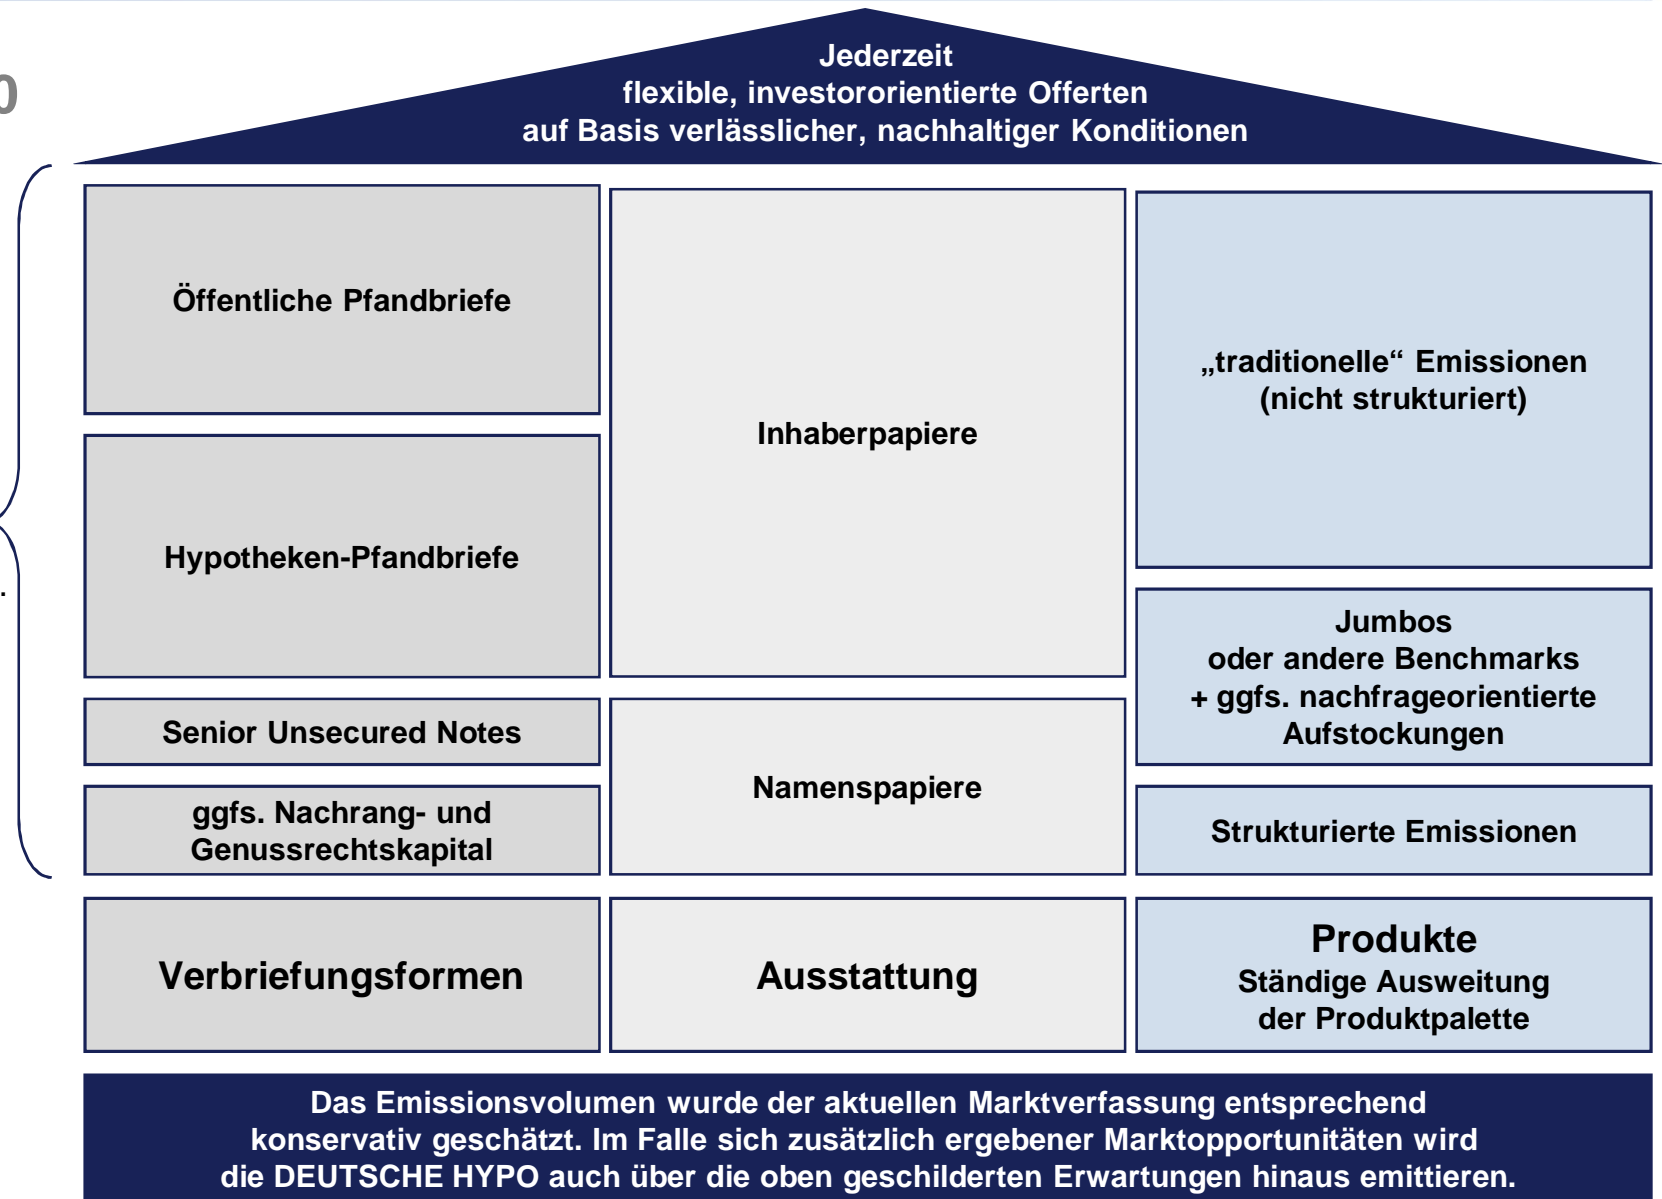 Jederzeit
flexible, investororientierte Offerten
auf Basis verlässlicher, nachhaltiger Konditionen
0
Öffentliche Pfandbriefe
Inhaberpapiere
„traditionelle“ Emissionen
(nicht strukturiert)
Hypotheken-Pfandbriefe
.
Jumbos
oder andere Benchmarks
+ ggfs. nachfrageorientierte
Aufstockungen
Senior Unsecured Notes
Namenspapiere
ggfs. Nachrang- und
Genussrechtskapital
Strukturierte Emissionen
Verbriefungsformen
Ausstattung
Produkte
Ständige Ausweitung
der Produktpalette
Das Emissionsvolumen wurde der aktuellen Marktverfassung entsprechend
konservativ geschätzt. Im Falle sich zusätzlich ergebener Marktopportunitäten wird
die DEUTSCHE HYPO auch über die oben geschilderten Erwartungen hinaus emittieren.